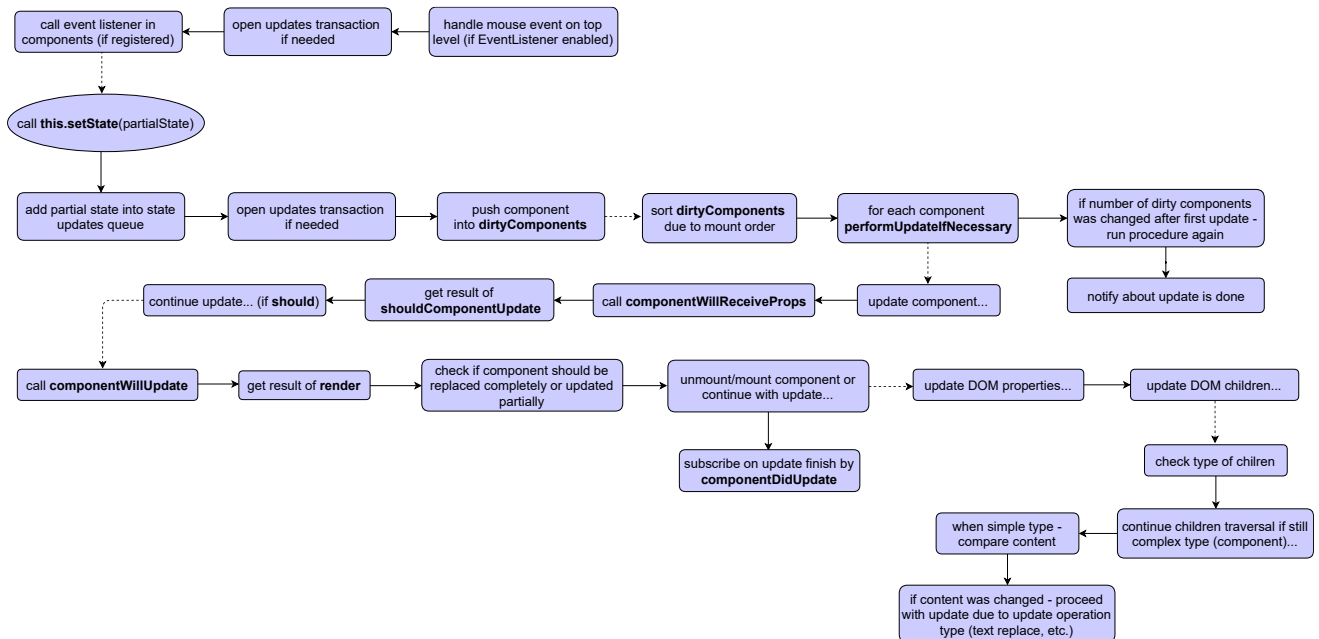 call event listener in
components (if registered)
open updates transaction
if needed
handle mouse event on top
level (if EventListener enabled)
call this.setState(partialState)
add partial state into state
updates queue
open updates transaction
if needed
push component
into dirtyComponents
sort dirtyComponents
due to mount order
for each component
performUpdateIfNecessary
if number of dirty components
was changed after first update -
run procedure again
continue update... (if should)
get result of
shouldComponentUpdate
call componentWillReceiveProps
update component...
notify about update is done
call componentWillUpdate
get result of render
check if component should be
replaced completely or updated
partially
unmount/mount component or
continue with update...
update DOM properties...
update DOM children...
subscribe on update finish by
componentDidUpdate
check type of chilren
when simple type -
compare content
continue children traversal if still
complex type (component)...
if content was changed - proceed
with update due to update operation
type (text replace, etc.)